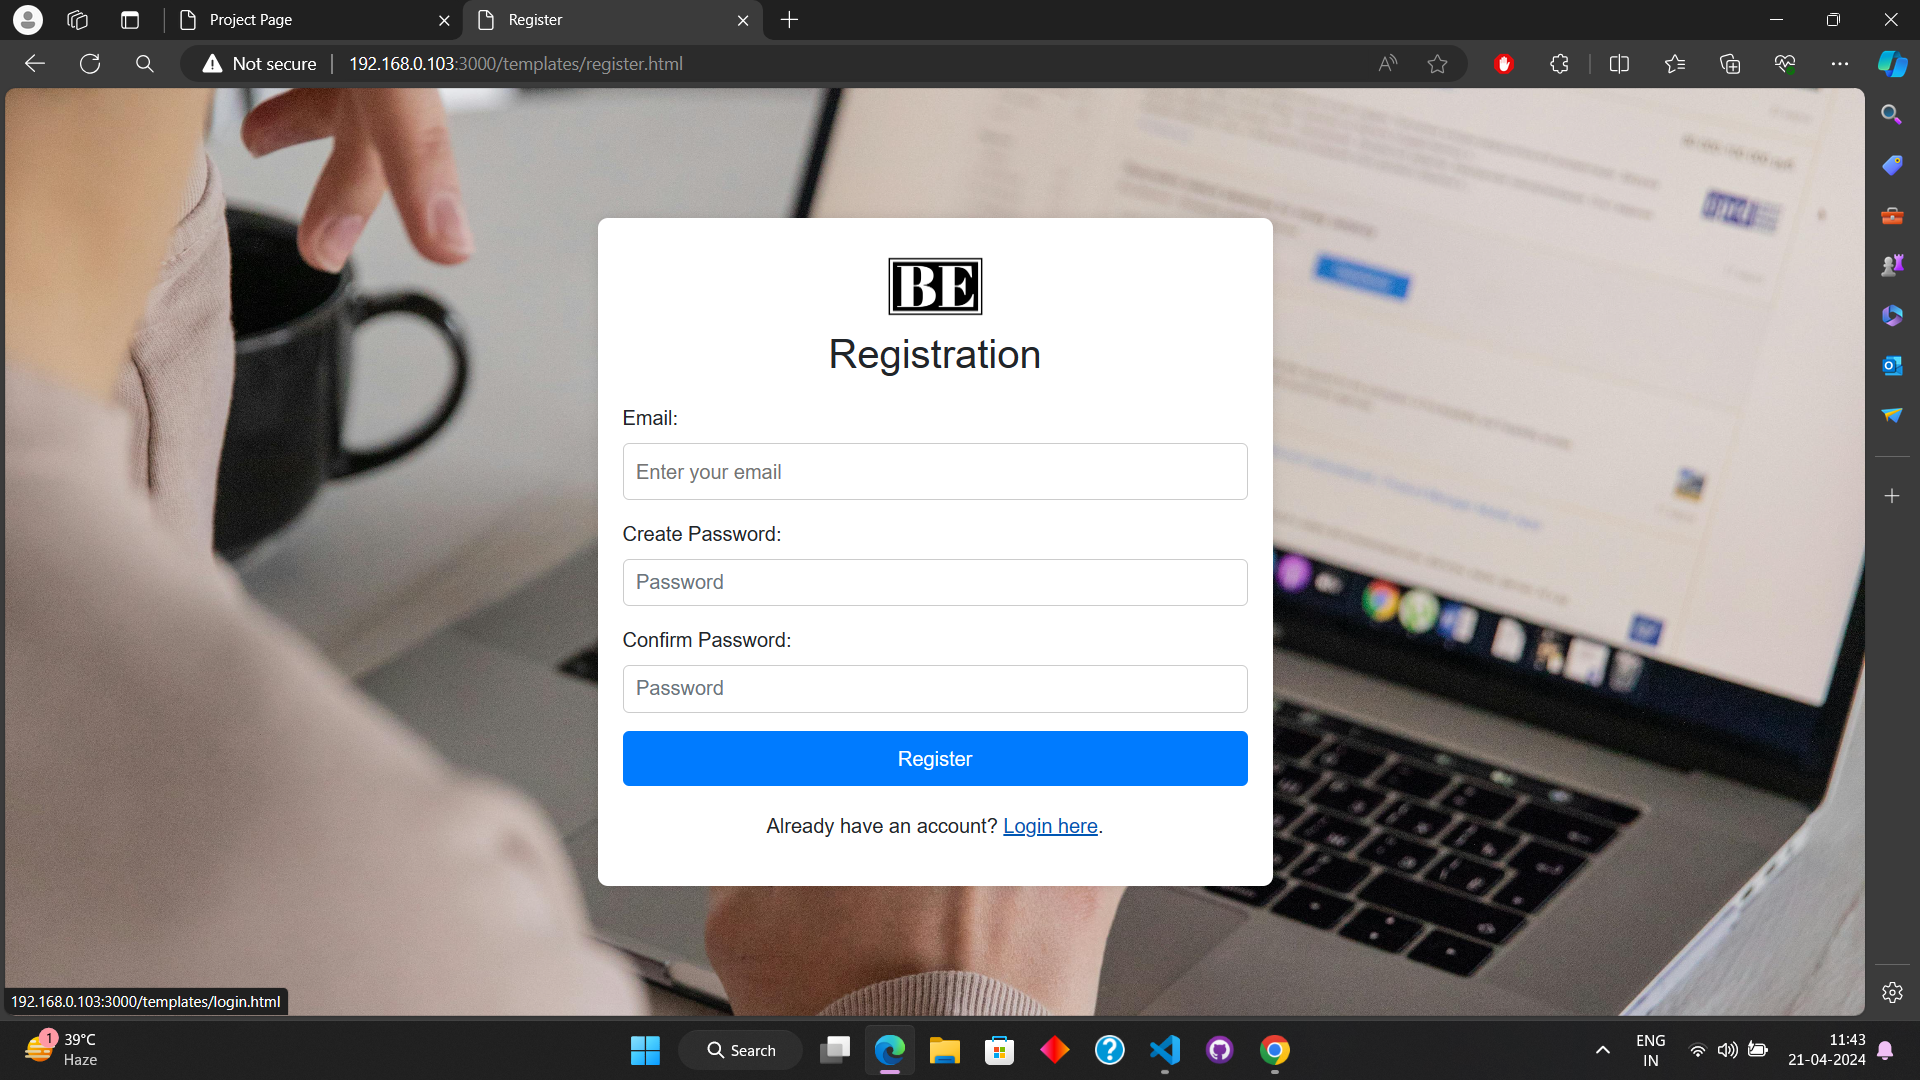 Project Page
Register
Not secure
192.168.0.103:3000/templates/register.html
BE
Registration
Email:
Enter your email
Create Password:
Password
Confirm Password:
Password
Register
Already have an account? Login here.
192.168.0.103:3000/templates/login.html
1
39°C
Haze
Search
ENG
IN
11:43
21-04-2024